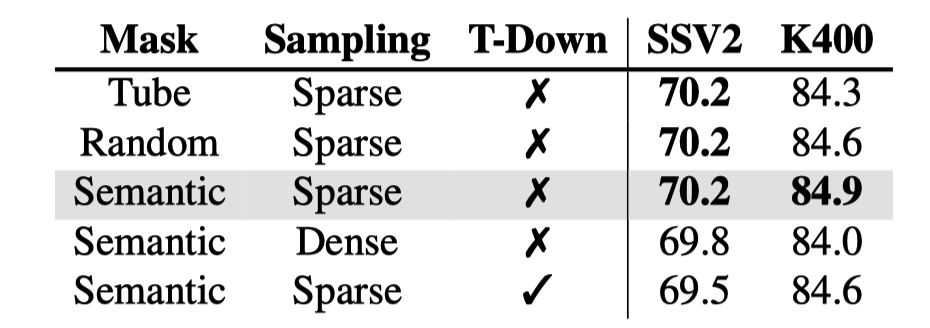 Mask Sampling T-Down SSV2 K400
Tube Sparse ✗ 70.2 84.3
Random Sparse ✗ 70.2 84.6
Semantic Sparse ✗ 70.2 84.9
Semantic Dense ✗ 69.8 84.0
Semantic Sparse ✓ 69.5 84.6